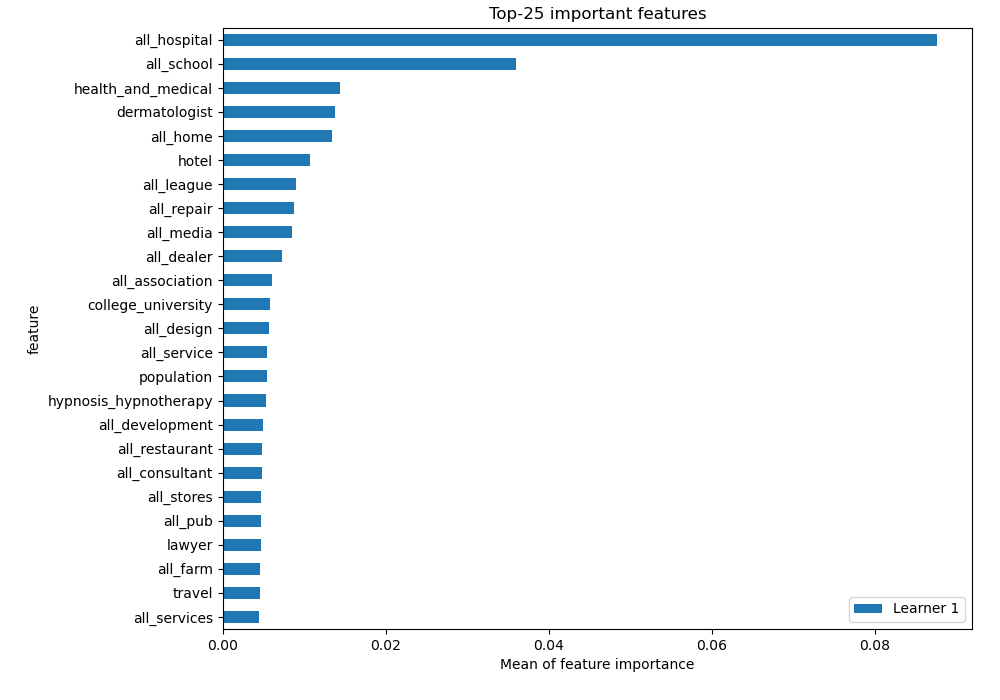 Top-25 important features
all_hospital
all_school
health_and_medical
dermatologist
all_home
hotel
all_league
all_repair
all_media
all_dealer
all_association
college_university
all_design
all_service
population
hypnosis_hypnotherapy
all_development
all_restaurant
all_consultant
all_stores
all_pub
lawyer
all_farm
travel
all_services
feature
Learner 1
0.00 0.02 0.04 0.06 0.08
Mean of feature importance